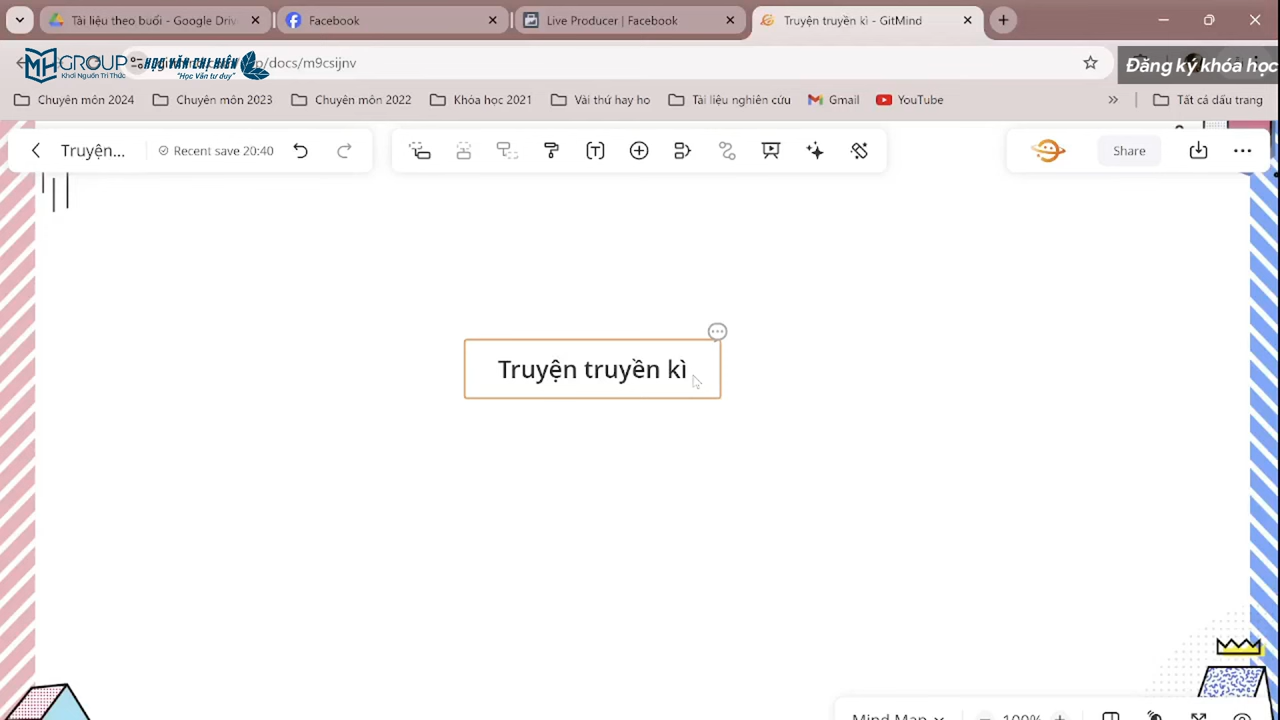 Tài liệu theo buổi - Google Driv
Facebook
Live Producer | Facebook
Truyện truyền kì - GitMind
MH GROUP
Khơi Nguồn Tri Thức
HỌC VĂN CHỊ HIÊN
"Học Văn tư duy"
/docs/m9csijnv
Đăng ký khóa học
Chuyên môn 2024
Chuyên môn 2023
Chuyên môn 2022
Khóa học 2021
Vài thứ hay ho
Tài liệu nghiên cứu
Gmail
YouTube
Tất cả dấu trang
Truyện...
Recent save 20:40
Share
Truyện truyền kì
Mind Map
100%